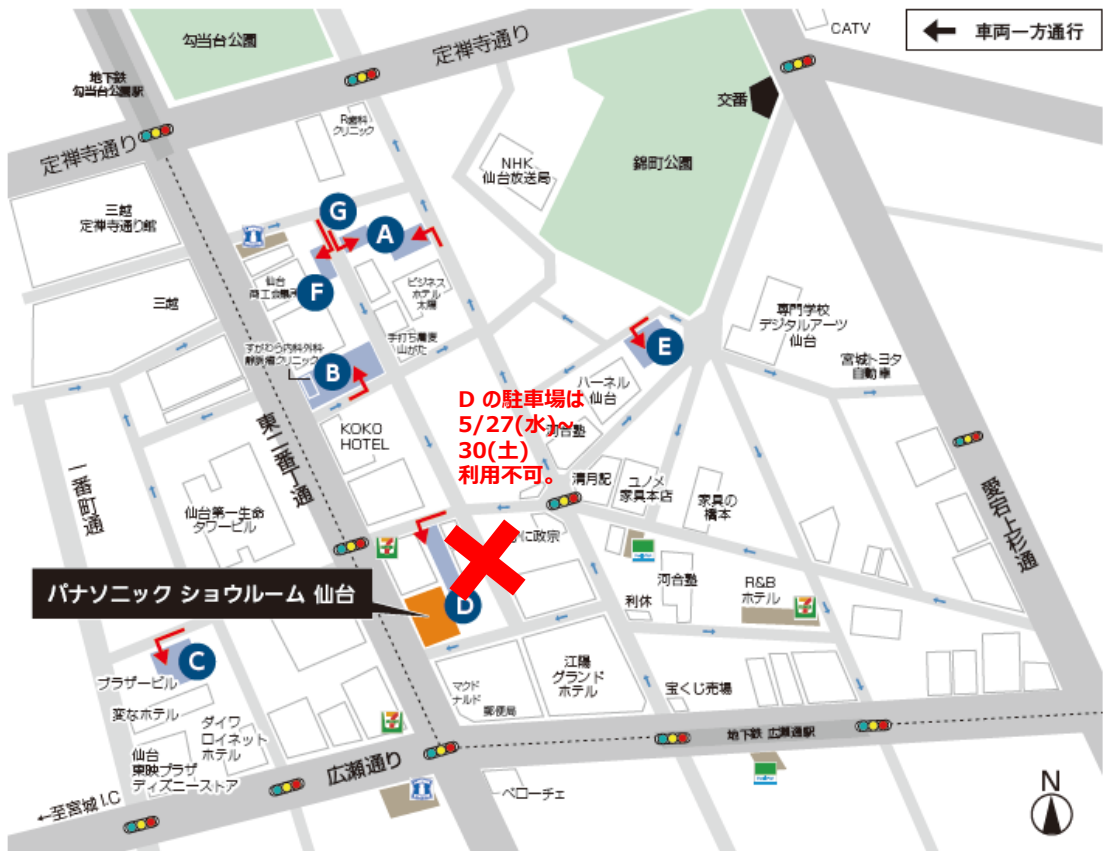 勾当台公園
定禅寺通り
CATV
車両一方通行
地下鉄
勾当台公園駅
交番
R歯科
クリニック
定禅寺通り
NHK
仙台放送局
錦町公園
三越
定禅寺通り館
G
A
仙台
商工会議所
F
ビジネス
ホテル
太陽
三越
専門学校
デジタルアーツ
仙台
手打ち蕎麦
山がた
E
すがわら内科外科
静脈瘤クリニック
B
宮城トヨタ
自動車
ハーネル
仙台
D の駐車場は
5/27(水)~
30(土)
利用不可。
河合塾
KOKO
HOTEL
東二番丁通
一番町通
清月記
ユノメ
家具本店
家具の
橋本
愛宕上杉通
仙台第一生命
タワービル
かに政宗
河合塾
R&B
ホテル
利休
パナソニック ショウルーム 仙台
D
C
ブラザービル
江陽
グランド
ホテル
マクド
ナルド
郵便局
宝くじ売場
変なホテル
ダイワ
ロイネット
ホテル
地下鉄 広瀬通駅
仙台
東映プラザ
ディズニーストア
広瀬通り
ベローチェ
←至宮城 I.C
N